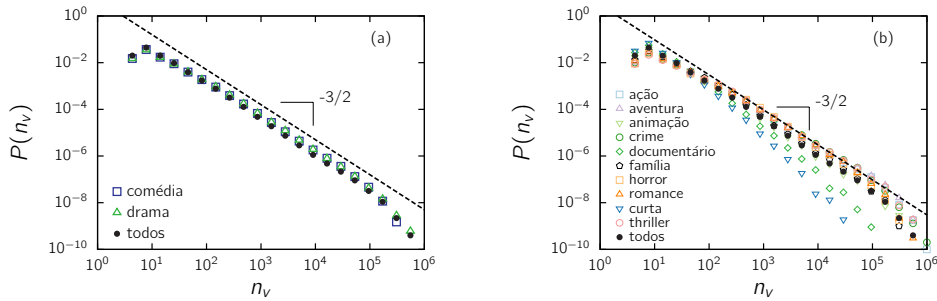 10^0
10^-2
10^-4
10^-6
10^-8
10^-10
P(n_v)
(a)
-3/2
comédia
drama
todos
10^0 10^1 10^2 10^3 10^4 10^5 10^6
n_v
10^0
10^-2
10^-4
10^-6
10^-8
10^-10
P(n_v)
(b)
-3/2
ação
aventura
animação
crime
documentário
família
horror
romance
curta
thriller
todos
10^0 10^1 10^2 10^3 10^4 10^5 10^6
n_v